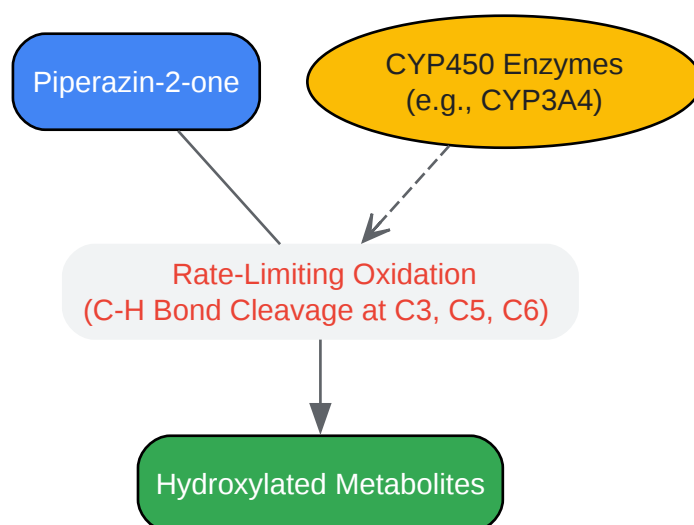 Piperazin-2-one
CYP450 Enzymes
(e.g., CYP3A4)
Rate-Limiting Oxidation
(C-H Bond Cleavage at C3, C5, C6)
Hydroxylated Metabolites